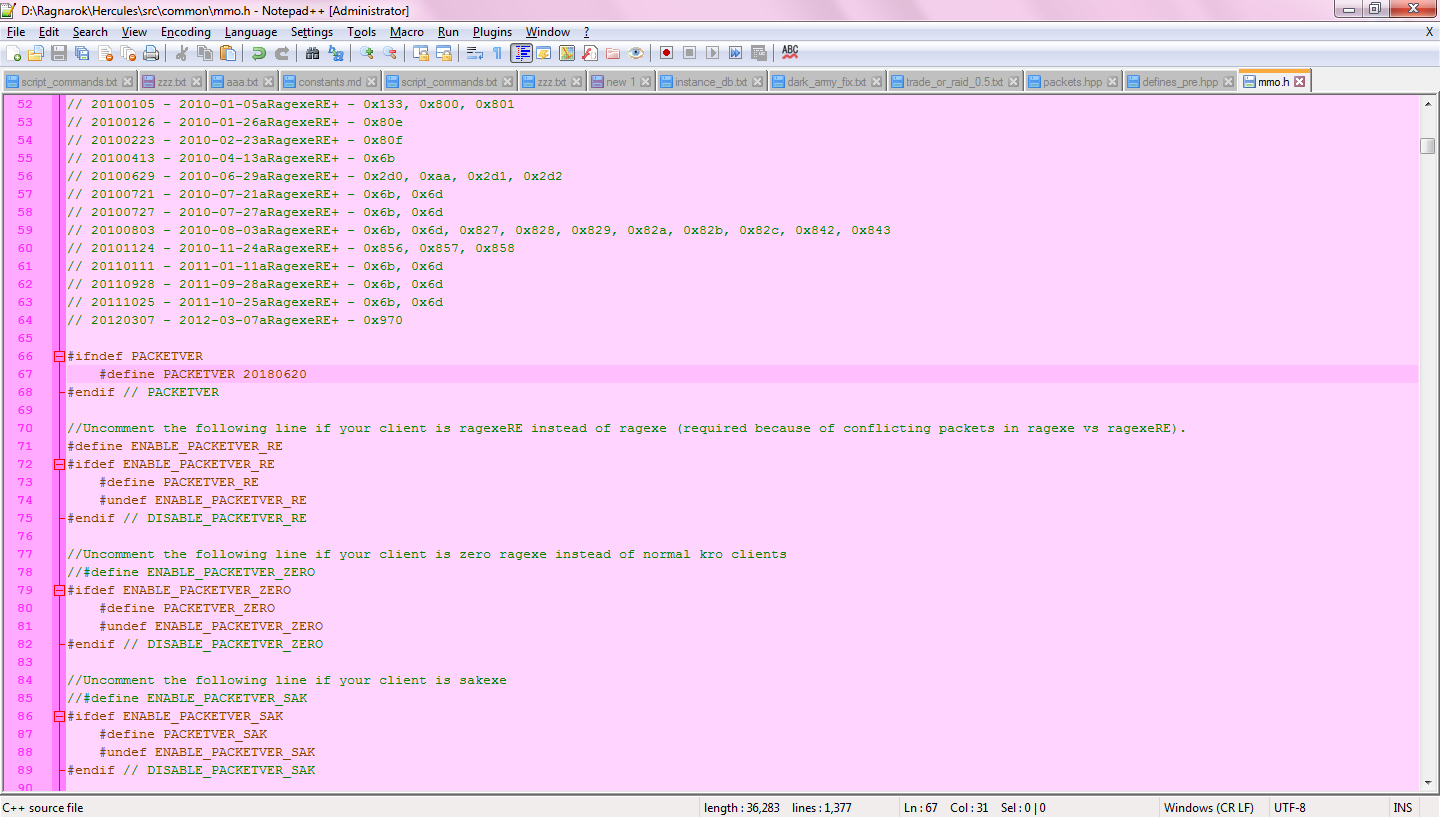 D:\Ragnarok\Hercules\src\common\mmo.h - Notepad++ [Administrator]
File Edit Search View Encoding Language Settings Tools Macro Run Plugins Window ? X
script_commands.txt zzz.txt aaa.txt constants.md script_commands.txt zzz.txt new 1 instance_db.txt dark_army_fix.txt trade_or_raid_0.5.txt packets.hpp defines_pre.hpp mmo.h
52 // 20100105 - 2010-01-05aRagexeRE+ - 0x133, 0x800, 0x801
53 // 20100126 - 2010-01-26aRagexeRE+ - 0x80e
54 // 20100223 - 2010-02-23aRagexeRE+ - 0x80f
55 // 20100413 - 2010-04-13aRagexeRE+ - 0x6b
56 // 20100629 - 2010-06-29aRagexeRE+ - 0x2d0, 0xaa, 0x2d1, 0x2d2
57 // 20100721 - 2010-07-21aRagexeRE+ - 0x6b, 0x6d
58 // 20100727 - 2010-07-27aRagexeRE+ - 0x6b, 0x6d
59 // 20100803 - 2010-08-03aRagexeRE+ - 0x6b, 0x6d, 0x827, 0x828, 0x829, 0x82a, 0x82b, 0x82c, 0x842, 0x843
60 // 20101124 - 2010-11-24aRagexeRE+ - 0x856, 0x857, 0x858
61 // 20110111 - 2011-01-11aRagexeRE+ - 0x6b, 0x6d
62 // 20110928 - 2011-09-28aRagexeRE+ - 0x6b, 0x6d
63 // 20111025 - 2011-10-25aRagexeRE+ - 0x6b, 0x6d
64 // 20120307 - 2012-03-07aRagexeRE+ - 0x970
65
66 #ifndef PACKETVER
67     #define PACKETVER 20180620
68 #endif // PACKETVER
69
70 //Uncomment the following line if your client is ragexeRE instead of ragexe (required because of conflicting packets in ragexe vs ragexeRE).
71 #define ENABLE_PACKETVER_RE
72 #ifdef ENABLE_PACKETVER_RE
73     #define PACKETVER_RE
74     #undef ENABLE_PACKETVER_RE
75 #endif // DISABLE_PACKETVER_RE
76
77 //Uncomment the following line if your client is zero ragexe instead of normal kro clients
78 //#define ENABLE_PACKETVER_ZERO
79 #ifdef ENABLE_PACKETVER_ZERO
80     #define PACKETVER_ZERO
81     #undef ENABLE_PACKETVER_ZERO
82 #endif // DISABLE_PACKETVER_ZERO
83
84 //Uncomment the following line if your client is sakexe
85 //#define ENABLE_PACKETVER_SAK
86 #ifdef ENABLE_PACKETVER_SAK
87     #define PACKETVER_SAK
88     #undef ENABLE_PACKETVER_SAK
89 #endif // DISABLE_PACKETVER_SAK
90
C++ source file length : 36,283 lines : 1,377 Ln : 67 Col : 31 Sel : 0 | 0 Windows (CR LF) UTF-8 INS